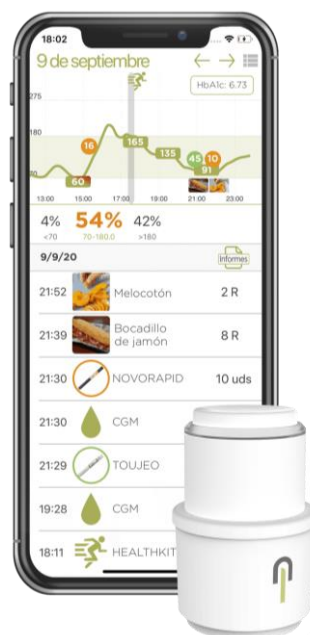 18:02
9 de septiembre
HbA1c: 6.73
275
180
70
16
60
165
135
45
10
91
13:00 15:00 17:00 19:00 21:00 23:00
4% 54% 42%
<70 70-180.0 >180
9/9/20 Informes
21:52 Melocotón 2 R
21:39 Bocadillo
de jamón 8 R
21:30 NOVORAPID 10 uds
21:30 CGM
21:29 TOUJEO
19:28 CGM
18:11 HEALTHKIT